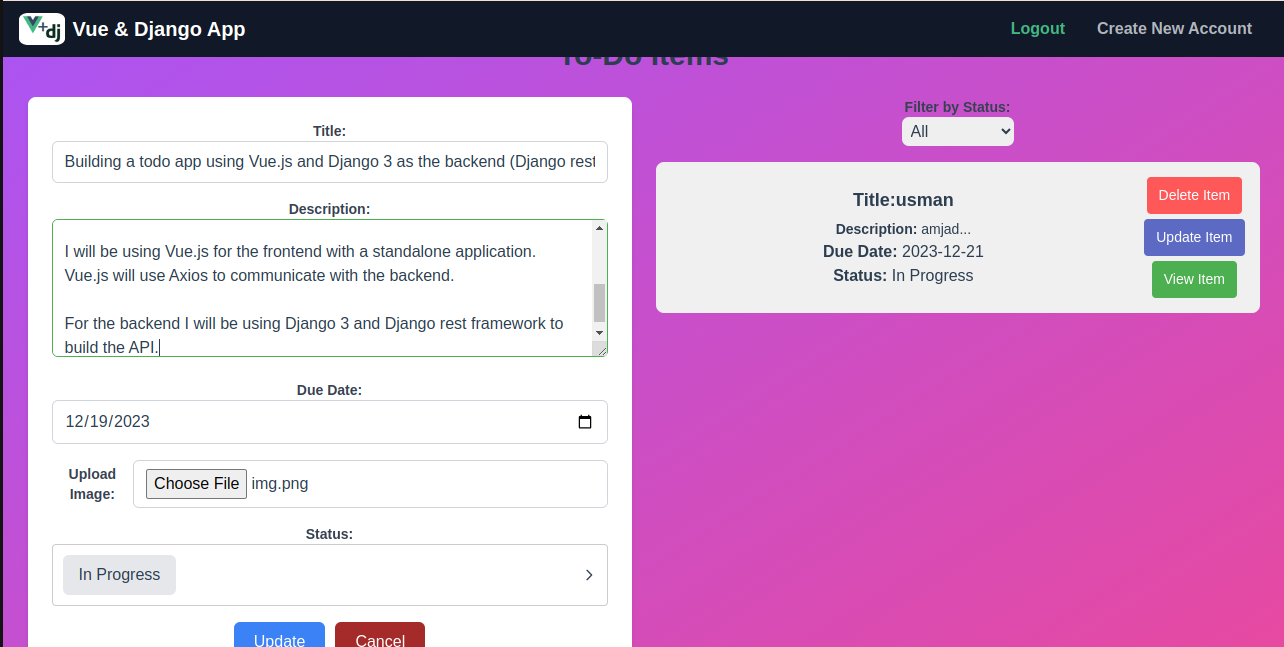 V+dj Vue & Django App
Logout
Create New Account
To-Do Items
Title:
Building a todo app using Vue.js and Django 3 as the backend (Django rest
Description:
I will be using Vue.js for the frontend with a standalone application.
Vue.js will use Axios to communicate with the backend.
For the backend I will be using Django 3 and Django rest framework to
build the API.
Due Date:
12/19/2023
Upload
Image:
Choose File img.png
Status:
In Progress
Update
Cancel
Filter by Status:
All
Title:usman
Description: amjad...
Due Date: 2023-12-21
Status: In Progress
Delete Item
Update Item
View Item